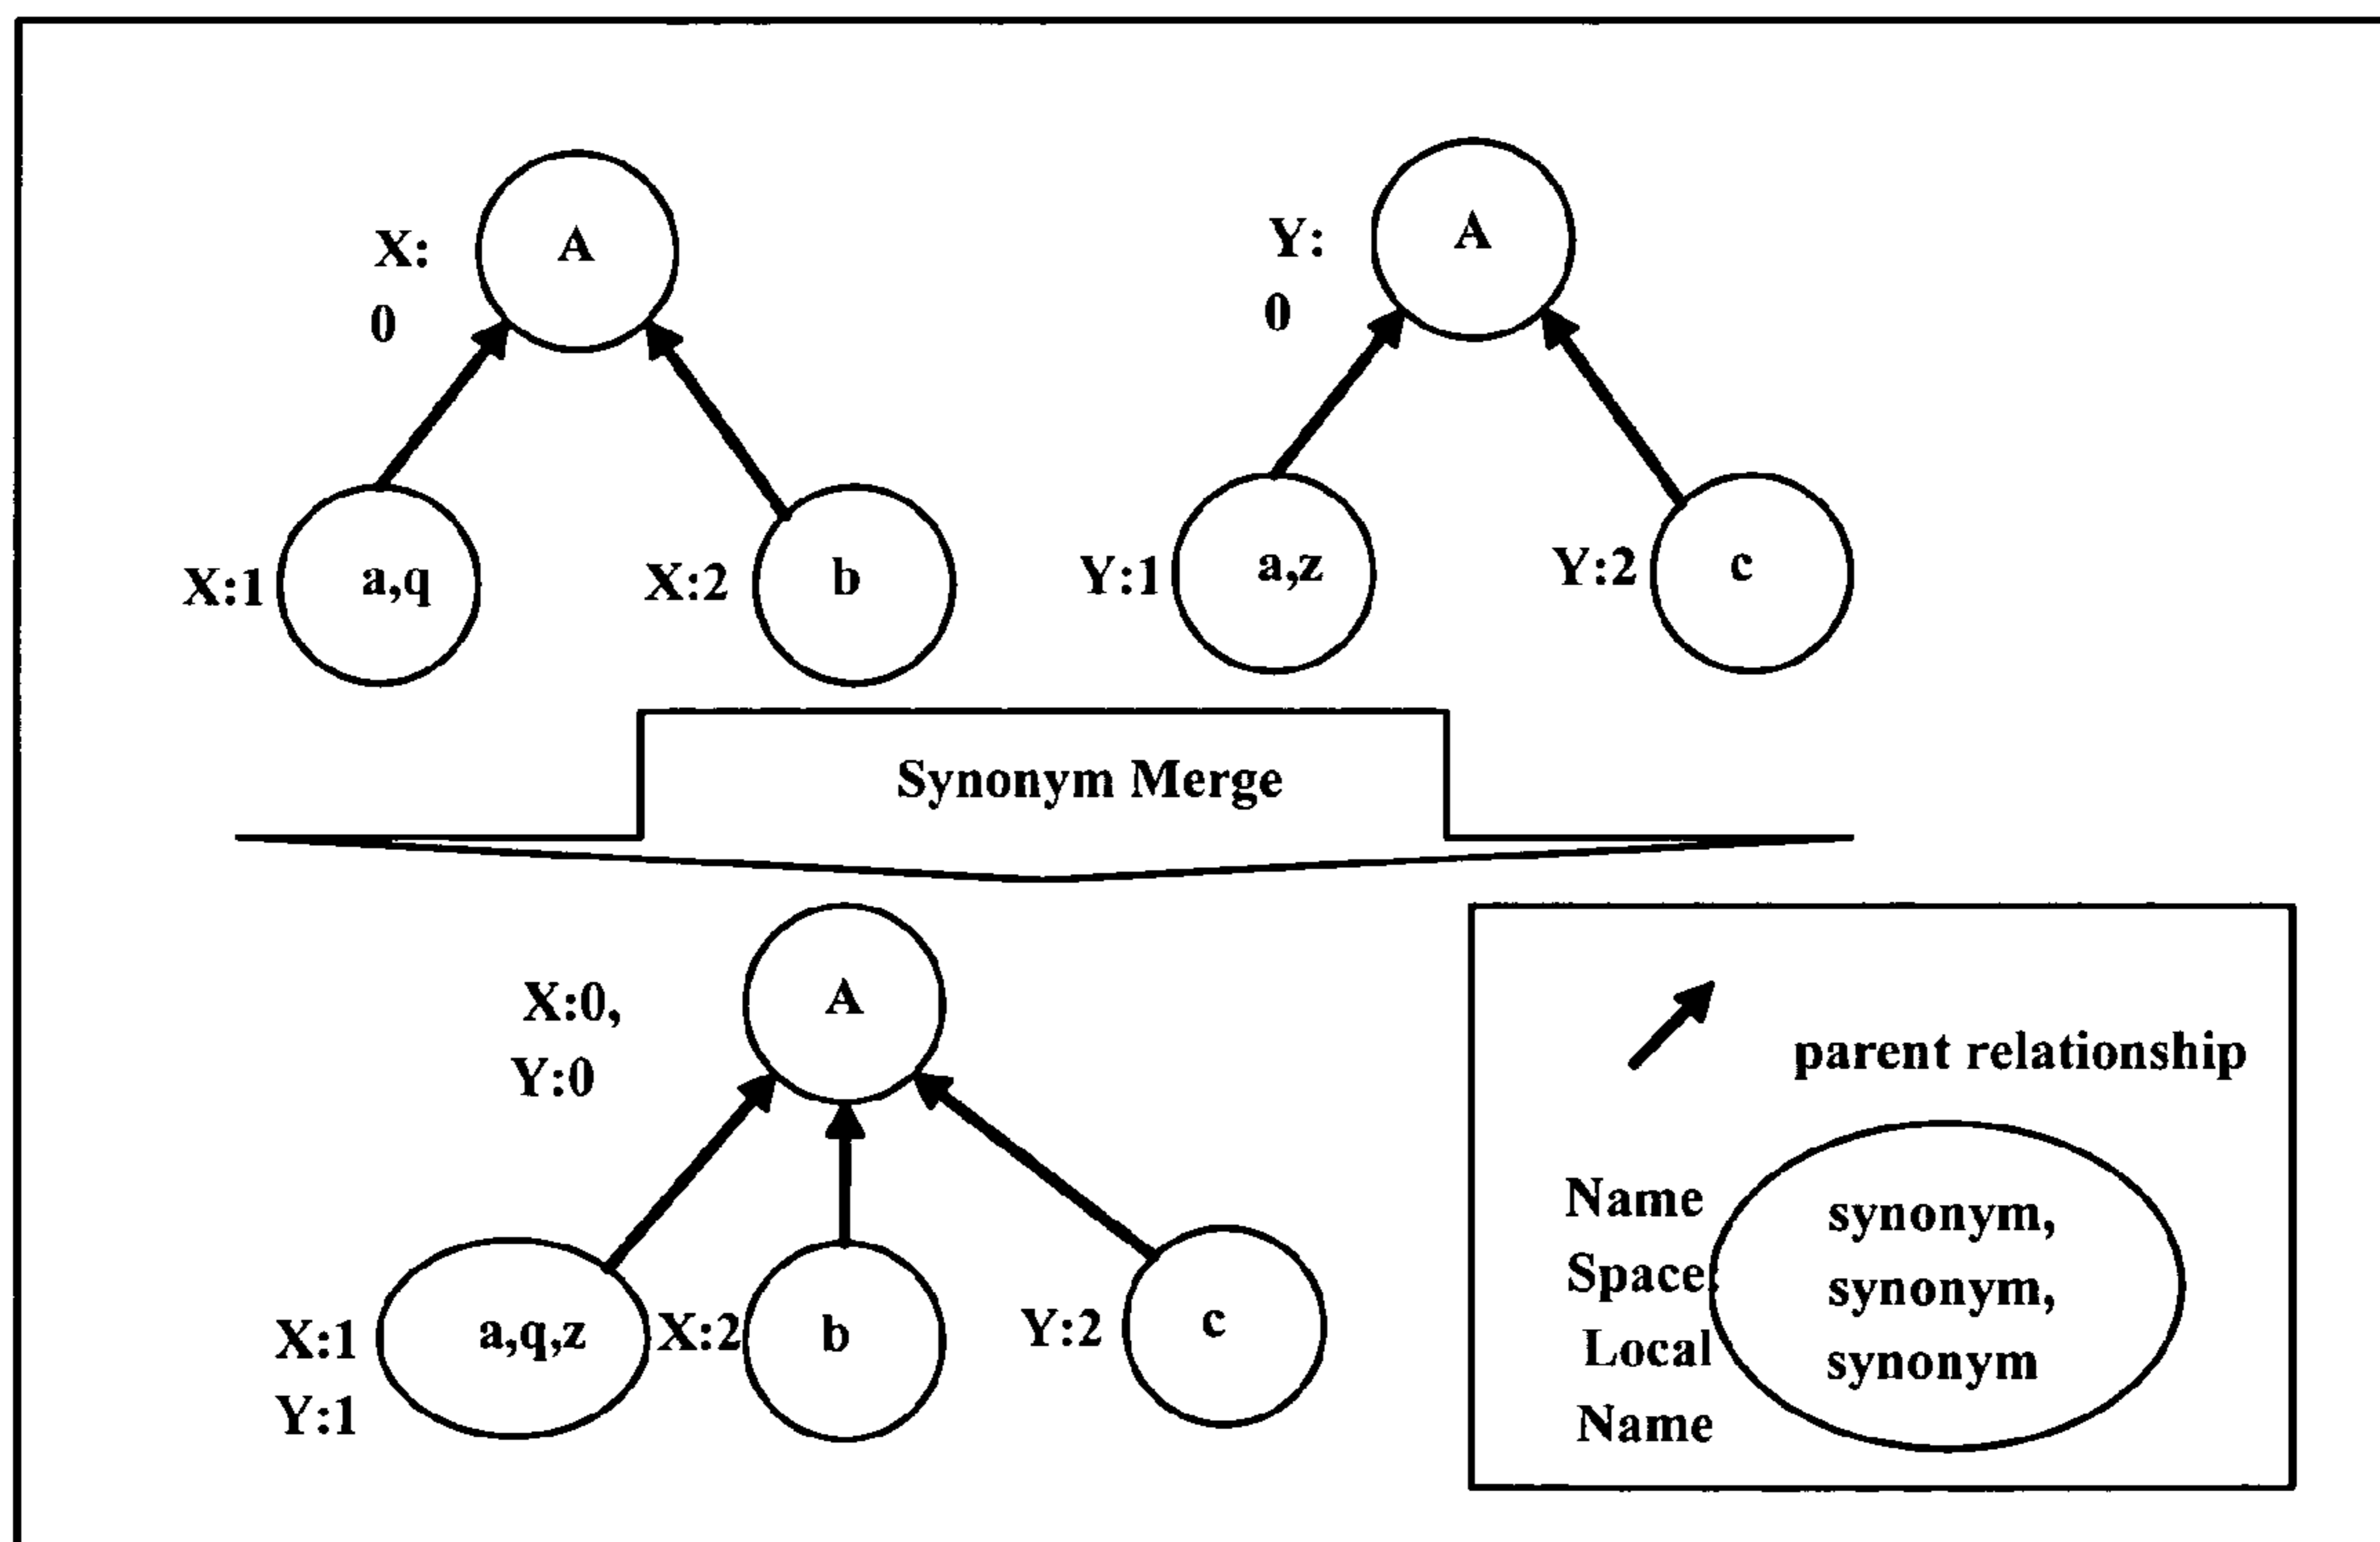 X:
0
A
Y:
0
A
X:1
a,q
X:2
b
Y:1
a,z
Y:2
c
Synonym Merge
X:0,
Y:0
A
X:1
Y:1
a,q,z
X:2
b
Y:2
c
parent relationship
Name
Space:
Local
Name
synonym,
synonym,
synonym